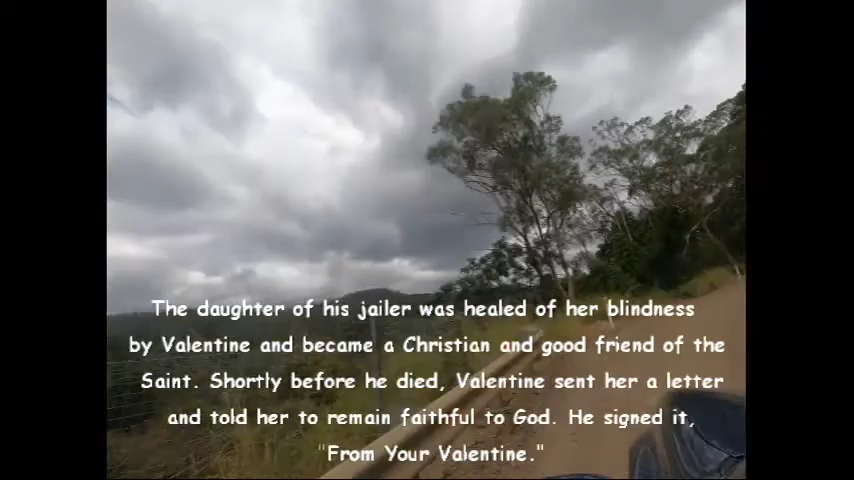 The daughter of his jailer was healed of her blindness
by Valentine and became a Christian and good friend of the
Saint. Shortly before he died, Valentine sent her a letter
and told her to remain faithful to God. He signed it,
"From Your Valentine."